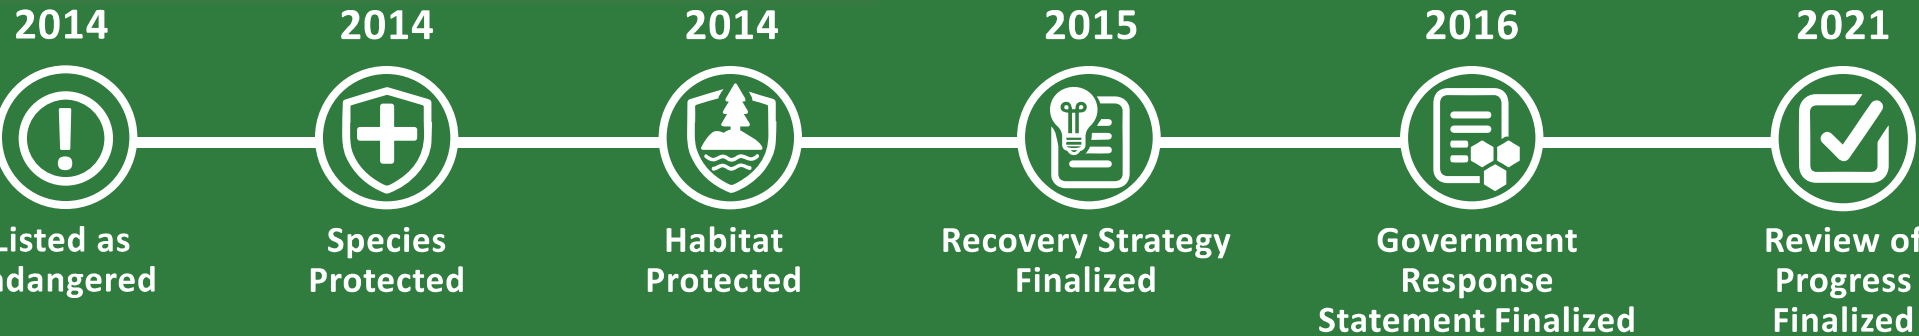 2014
Listed as
Endangered
2014
Species
Protected
2014
Habitat
Protected
2015
Recovery Strategy
Finalized
2016
Government
Response
Statement Finalized
2021
Review of
Progress
Finalized